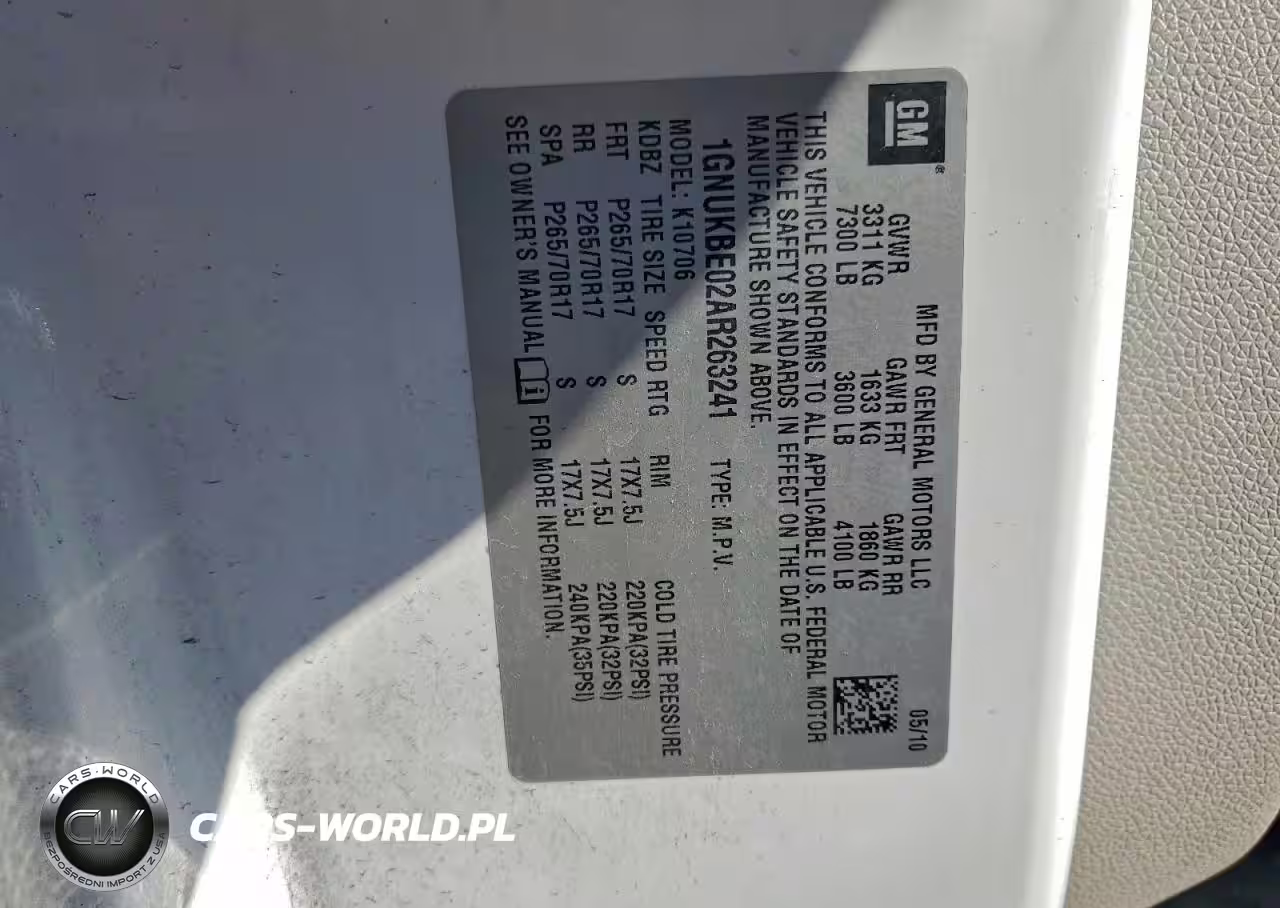 GM
MFD BY GENERAL MOTORS LLC 05/10
GVWR GAWR FRT GAWR RR
3311 KG 1633 KG 1860 KG
7300 LB 3600 LB 4100 LB
THIS VEHICLE CONFORMS TO ALL APPLICABLE U.S. FEDERAL MOTOR
VEHICLE SAFETY STANDARDS IN EFFECT ON THE DATE OF
MANUFACTURE SHOWN ABOVE.
1GNUKBE02AR263241 TYPE: M.P.V.
MODEL: K10706
KDBZ TIRE SIZE SPEED RTG RIM COLD TIRE PRESSURE
FRT P265/70R17 S 17X7.5J 220KPA(32PSI)
RR P265/70R17 S 17X7.5J 220KPA(32PSI)
SPA P265/70R17 S 17X7.5J 240KPA(35PSI)
SEE OWNER'S MANUAL i FOR MORE INFORMATION.
CARS-WORLD
CW
BEZPOŚREDNI IMPORT Z USA
CARS-WORLD.PL